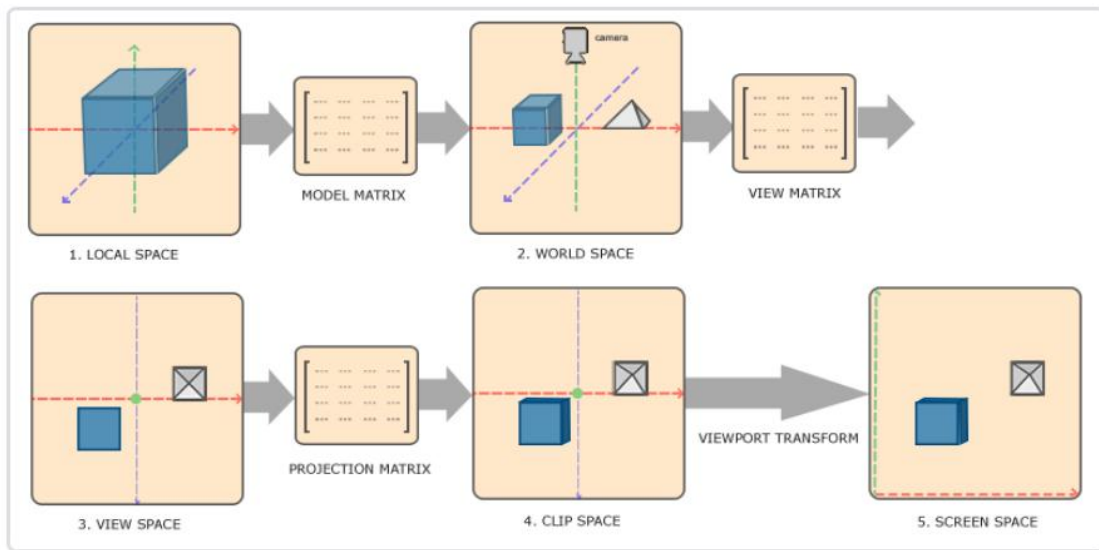 camera
MODEL MATRIX
VIEW MATRIX
1. LOCAL SPACE
2. WORLD SPACE
PROJECTION MATRIX
VIEWPORT TRANSFORM
3. VIEW SPACE
4. CLIP SPACE
5. SCREEN SPACE